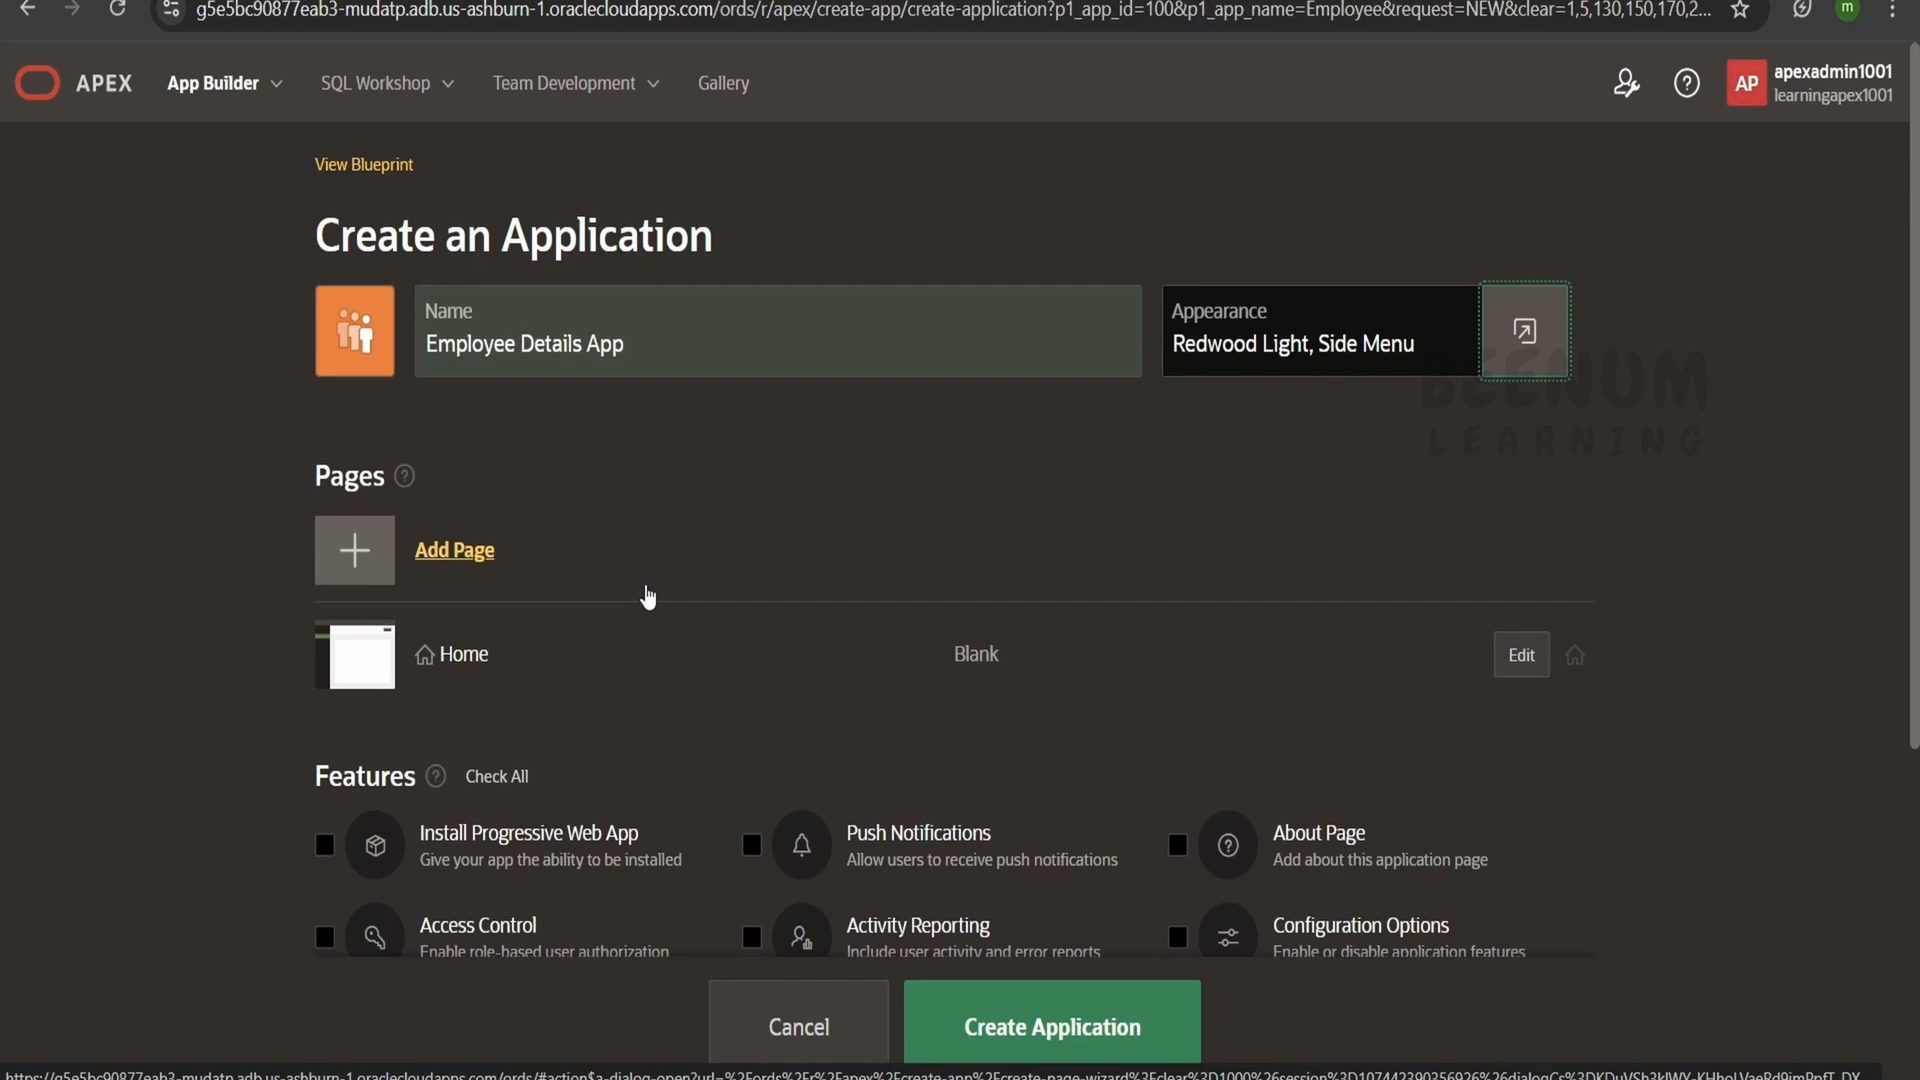 g5e5bc90877eab3-mudatp.adb.us-ashburn-1.oraclecloudapps.com/ords/r/apex/create-app/create-application?p1_app_id=100&p1_app_name=Employee&request=NEW&clear=1,5,130,150,170,2... m
APEX App Builder SQL Workshop Team Development Gallery AP apexadmin1001
learningapex1001
View Blueprint
Create an Application
Name
Employee Details App
Appearance
Redwood Light, Side Menu
BEENUM
LEARNING
Pages ?
Add Page
Home Blank Edit
Features ? Check All
Install Progressive Web App
Give your app the ability to be installed
Push Notifications
Allow users to receive push notifications
About Page
Add about this application page
Access Control
Enable role-based user authorization
Activity Reporting
Include user activity and error reports
Configuration Options
Enable or disable application features
Cancel Create Application